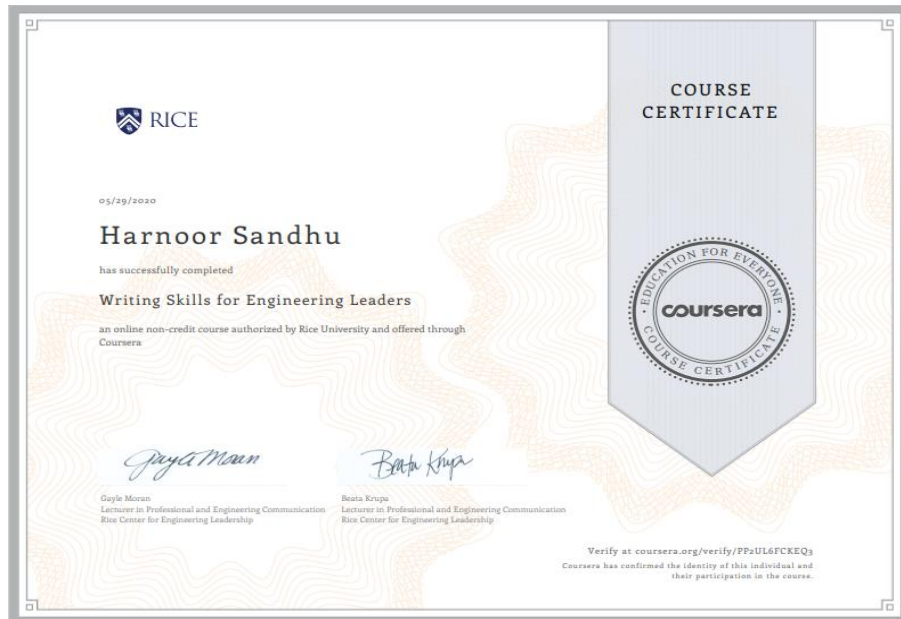 RICE
COURSE
CERTIFICATE
05/29/2020
Harnoor Sandhu
has successfully completed
Writing Skills for Engineering Leaders
an online non-credit course authorized by Rice University and offered through
Coursera
EDUCATION FOR EVERYONE
coursera
COURSE CERTIFICATE
Gayle Moran
Beata Krupa
Gayle Moran
Lecturer in Professional and Engineering Communication
Rice Center for Engineering Leadership
Beata Krupa
Lecturer in Professional and Engineering Communication
Rice Center for Engineering Leadership
Verify at coursera.org/verify/PP2UL6FCKEQ3
Coursera has confirmed the identity of this individual and
their participation in the course.